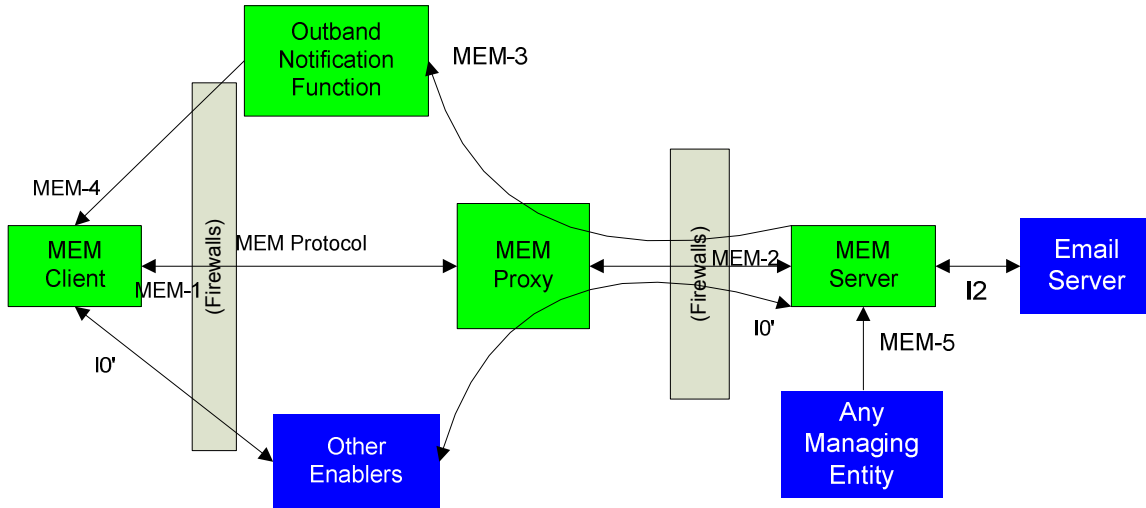 Outband
Notification
Function
MEM-3
MEM-4
MEM
Client
MEM Protocol
MEM-1
(Firewalls)
MEM
Proxy
(Firewalls)
MEM-2
MEM
Server
I2
Email
Server
I0'
I0'
MEM-5
Other
Enablers
Any
Managing
Entity